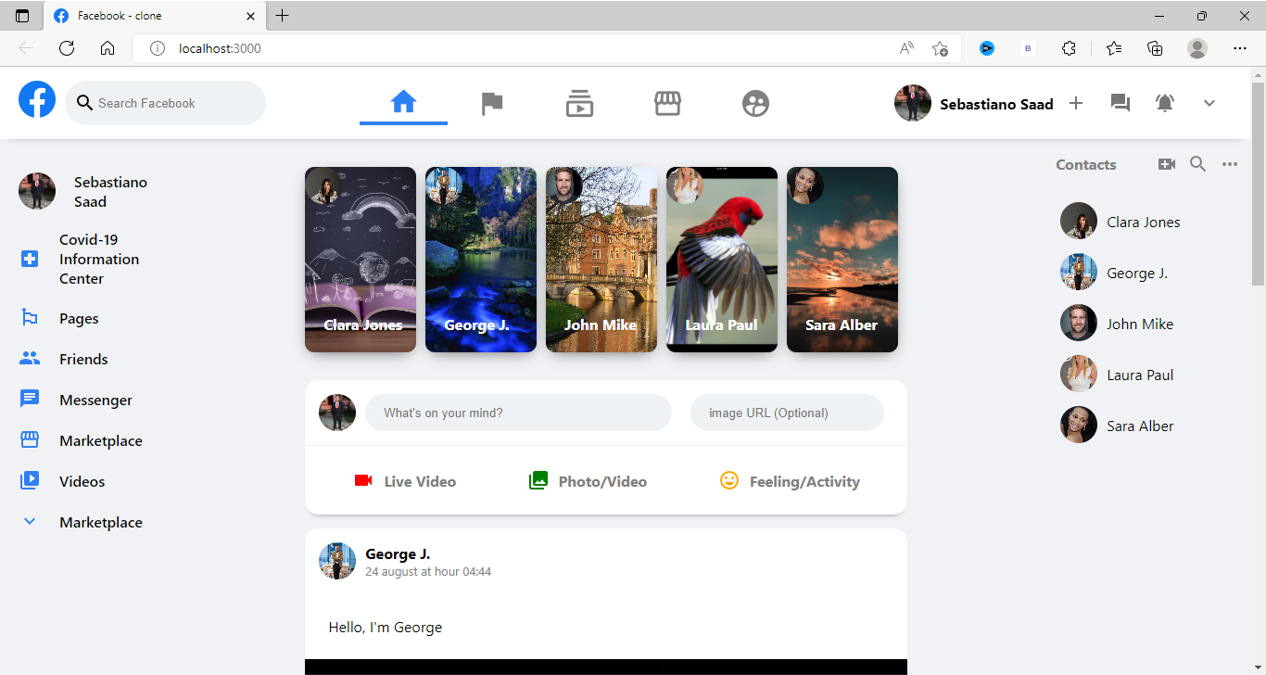 Facebook - clone
localhost:3000
B
Search Facebook
Sebastiano Saad
Sebastiano
Saad
Covid-19
Information
Center
Pages
Friends
Messenger
Marketplace
Videos
Marketplace
Clara Jones
George J.
John Mike
Laura Paul
Sara Alber
What's on your mind?
image URL (Optional)
Live Video
Photo/Video
Feeling/Activity
George J.
24 august at hour 04:44
Hello, I'm George
Contacts
Clara Jones
George J.
John Mike
Laura Paul
Sara Alber